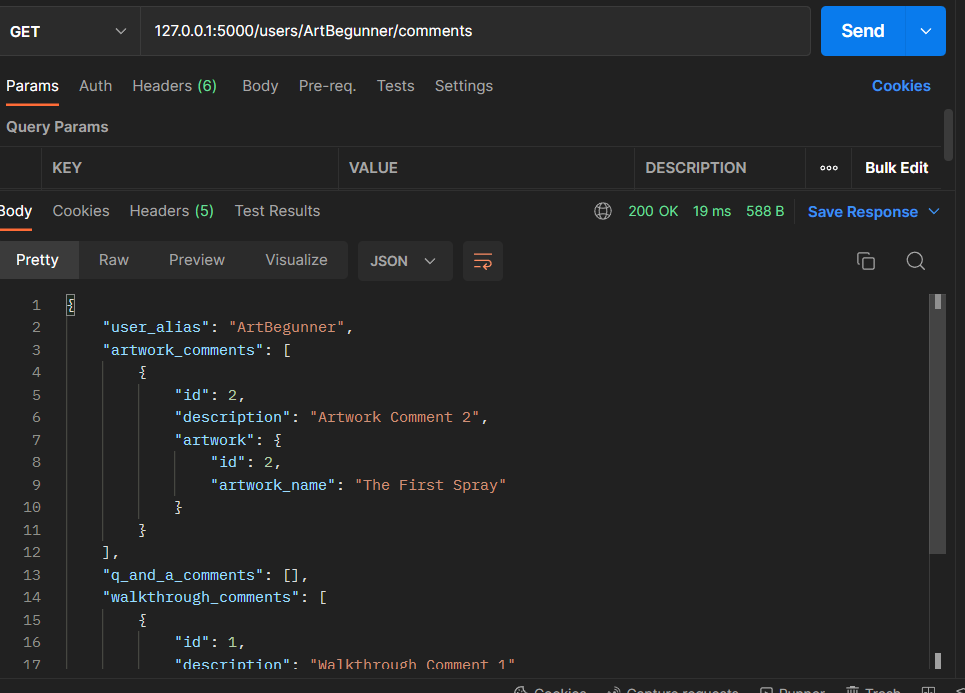 GET 127.0.0.1:5000/users/ArtBegunner/comments Send
Params Auth Headers (6) Body Pre-req. Tests Settings Cookies
Query Params
KEY VALUE DESCRIPTION ooo Bulk Edit
Body Cookies Headers (5) Test Results 200 OK 19 ms 588 B Save Response
Pretty Raw Preview Visualize JSON
1 {
2 "user_alias": "ArtBegunner",
3 "artwork_comments": [
4 {
5 "id": 2,
6 "description": "Artwork Comment 2",
7 "artwork": {
8 "id": 2,
9 "artwork_name": "The First Spray"
10 }
11 }
12 ],
13 "q_and_a_comments": [],
14 "walkthrough_comments": [
15 {
16 "id": 1,
17 "description": "Walkthrough Comment 1"
Cookies Capture requests Runner Trash